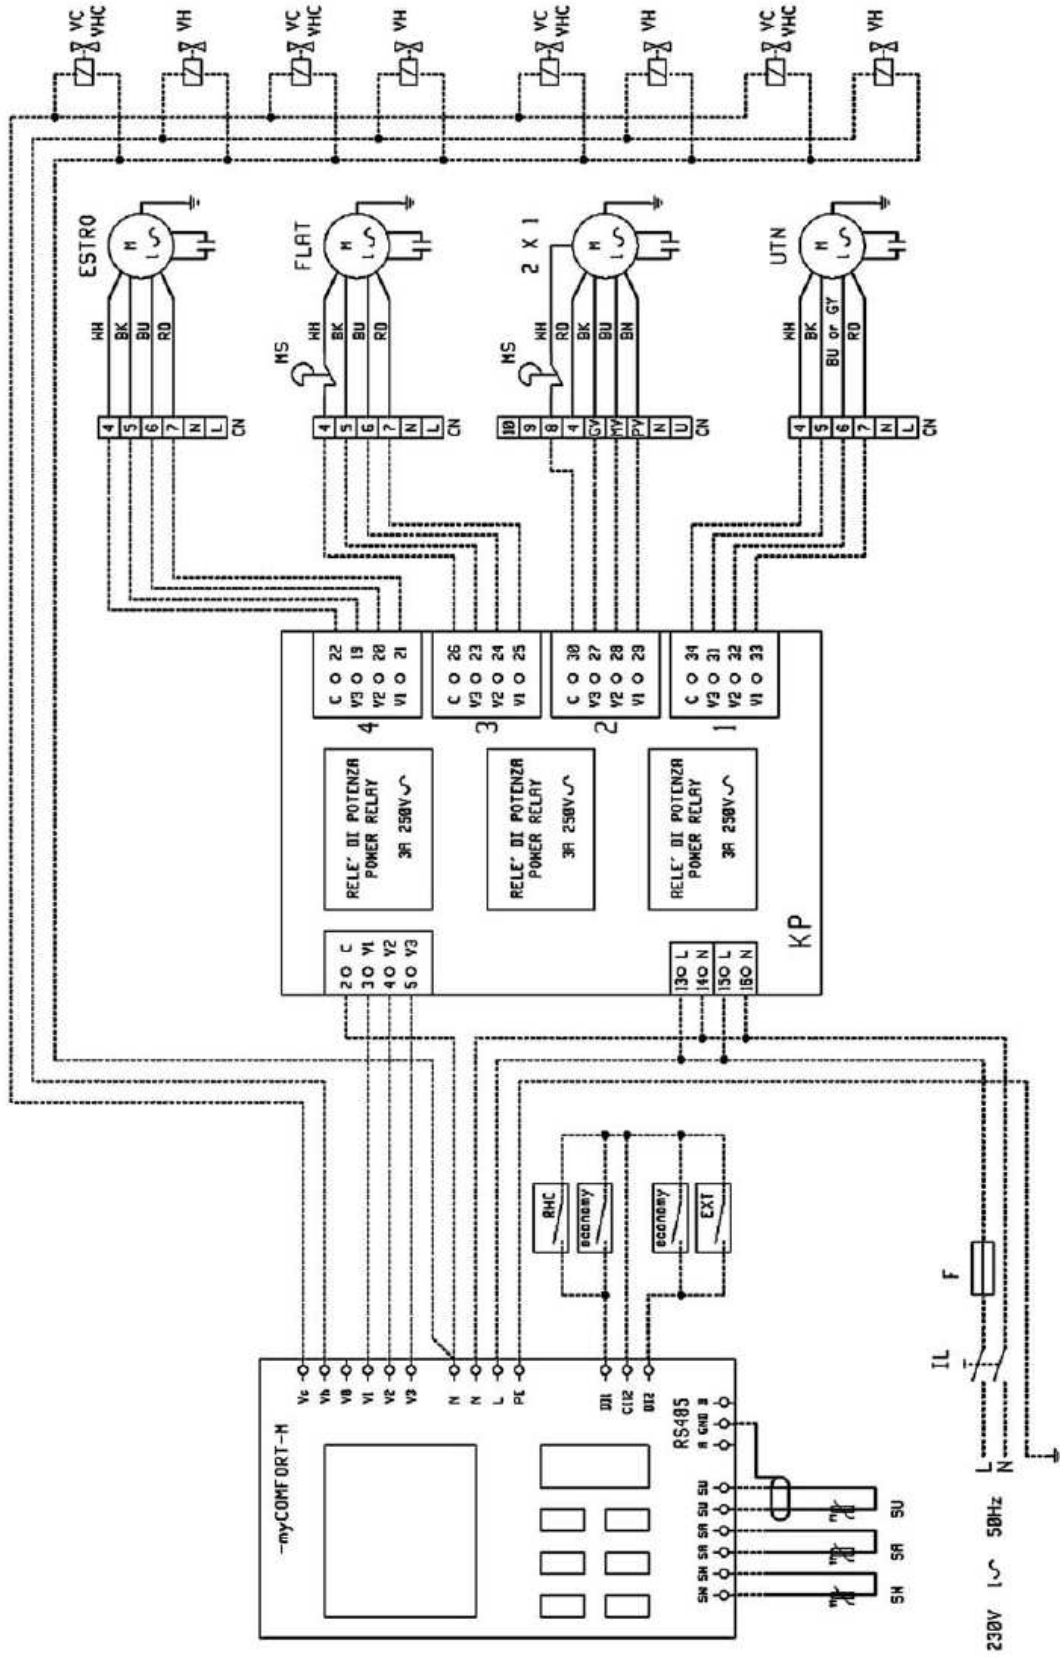 VC
VHC
VH
VC
VHC
VH
VC
VHC
VH
VC
VHC
VH
ESTRO
M
1
WH
BK
BU
RD
4
5
6
7
N
L
CN
FLAT
M
1
MS
WH
BK
BU
RD
4
5
6
7
N
L
CN
2 X 1
M
1
MS
WH
RD
BK
BU
BN
10
9
8
4
GV
MV
PV
N
U
CN
UTN
M
1
WH
BK
BU or GY
RD
4
5
6
7
N
L
CN
C 22
V3 19
V2 20
V1 21
4
C 26
V3 23
V2 24
V1 25
3
C 30
V3 27
V2 28
V1 29
2
C 34
V3 31
V2 32
V1 33
1
RELE' DI POTENZA
POWER RELAY
3A 250V
RELE' DI POTENZA
POWER RELAY
3A 250V
RELE' DI POTENZA
POWER RELAY
3A 250V
KP
2 C
3 V1
4 V2
5 V3
13 L
14 N
15 L
16 N
RHC
economy
economy
EXT
F
IL
L
N
230V 1 50Hz
-myCOMFORT-M
Vc
Vh
V0
V1
V2
V3
N
N
L
PE
DI1
C12
DI2
RS485
A GND B
SW SW SA SA SU SU
SW
SA
SU